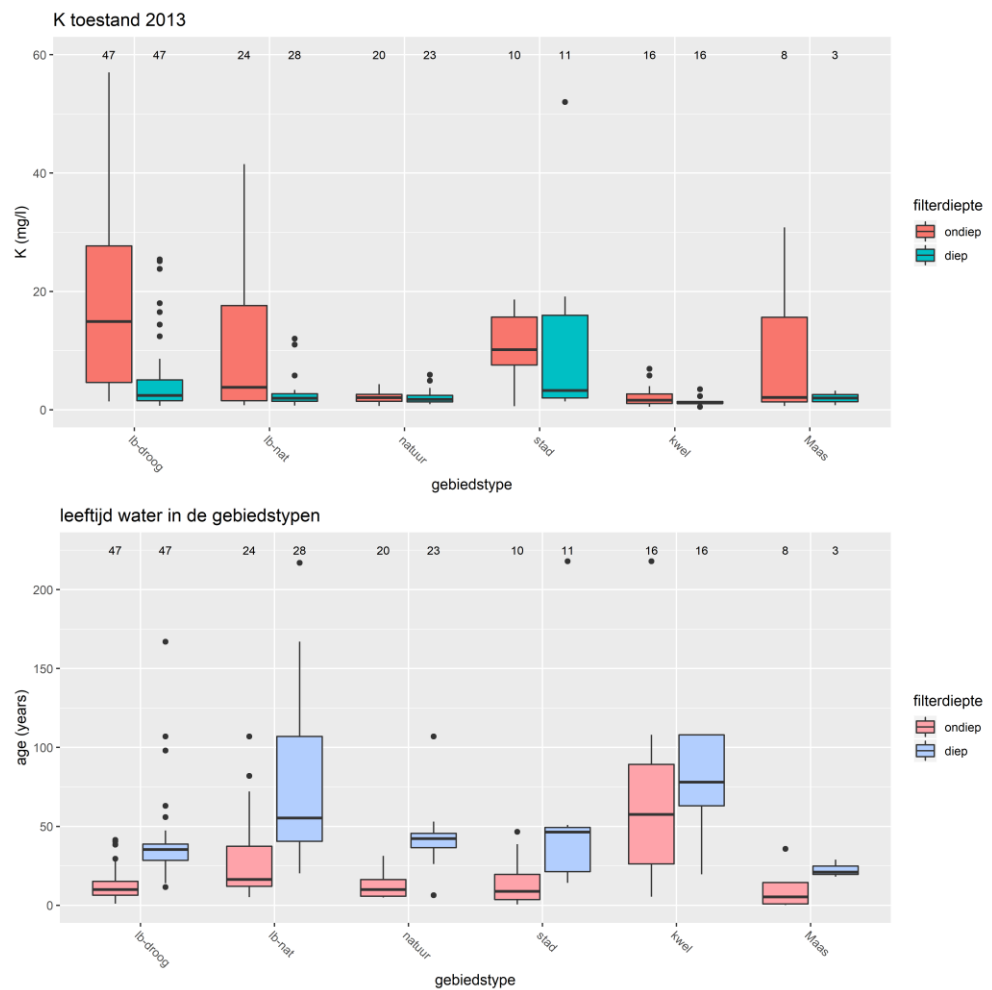 K toestand 2013
47 47 24 28 20 23 10 11 16 16 8 3
60
40
20
0
K (mg/l)
lb-droog lb-nat natuur stad kwel Maas
gebiedstype
filterdiepte
ondiep
diep
leeftijd water in de gebiedstypen
47 47 24 28 20 23 10 11 16 16 8 3
200
150
100
50
0
age (years)
lb-droog lb-nat natuur stad kwel Maas
gebiedstype
filterdiepte
ondiep
diep